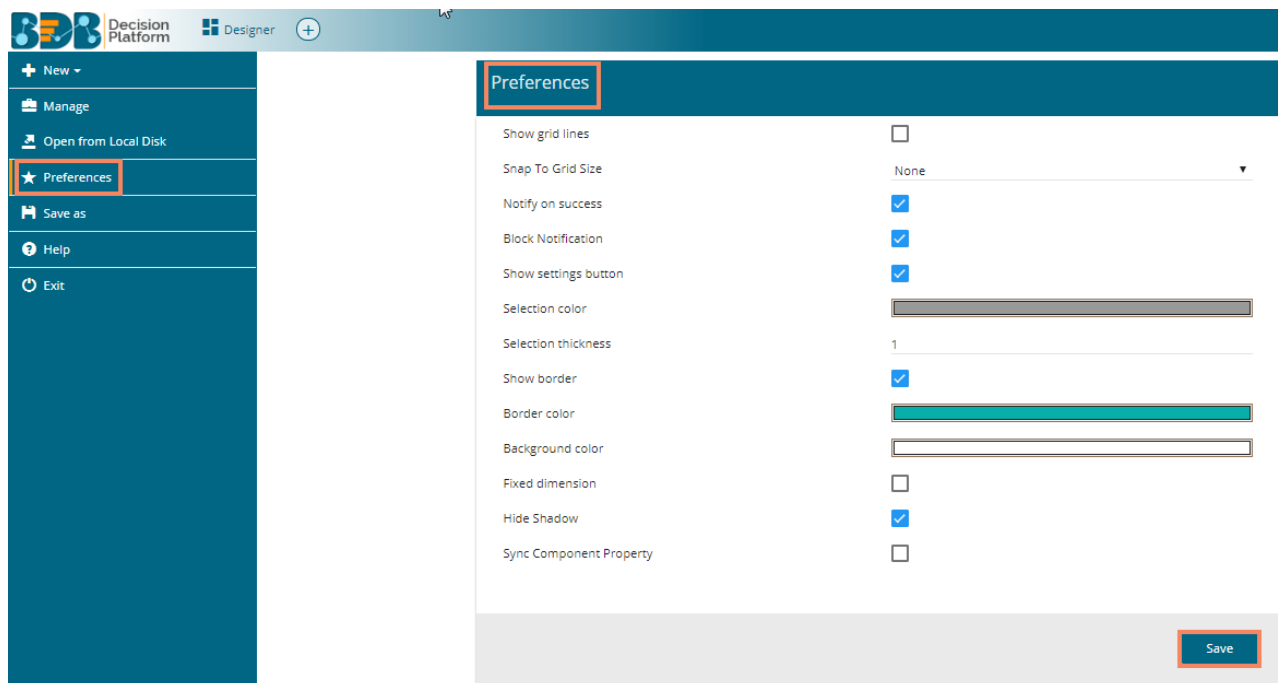 BDB Decision Platform
Designer
New
Manage
Open from Local Disk
Preferences
Save as
Help
Exit
Preferences
Show grid lines
Snap To Grid Size None
Notify on success
Block Notification
Show settings button
Selection color
Selection thickness 1
Show border
Border color
Background color
Fixed dimension
Hide Shadow
Sync Component Property
Save